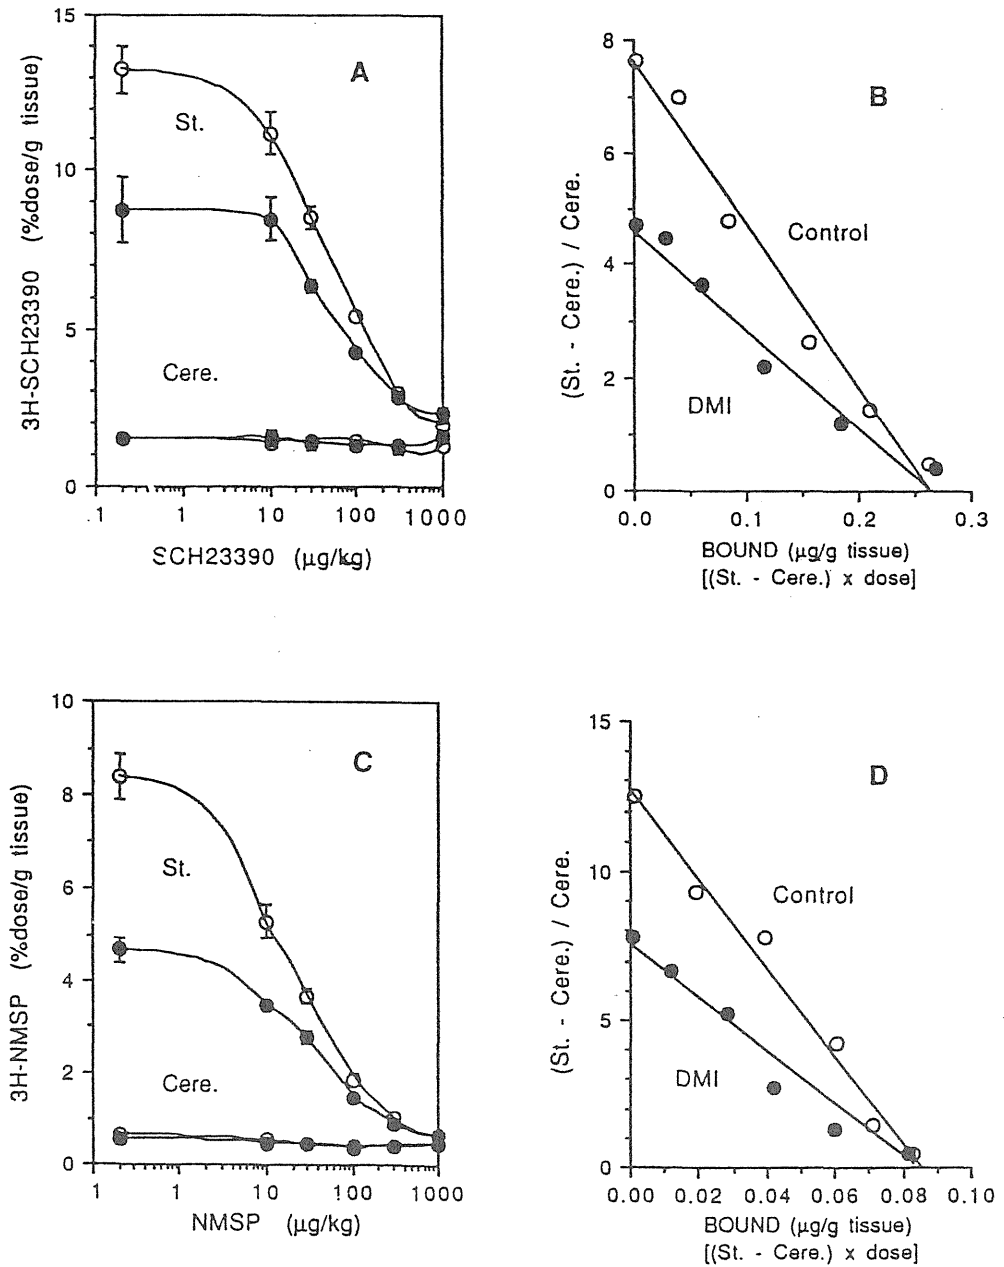 15
10
5
0
3H-SCH23390 (%dose/g tissue)
A
St.
Cere.
.1 1 10 100 1000
SCH23390 (µg/kg)
8
6
4
2
0
(St. - Cere.) / Cere.
B
Control
DMI
0.0 0.1 0.2 0.3
BOUND (µg/g tissue)
[(St. - Cere.) x dose]
10
8
6
4
2
0
3H-NMSP (%dose/g tissue)
C
St.
Cere.
.1 1 10 100 1000
NMSP (µg/kg)
15
10
5
0
(St. - Cere.) / Cere.
D
Control
DMI
0.00 0.02 0.04 0.06 0.08 0.10
BOUND (µg/g tissue)
[(St. - Cere.) x dose]